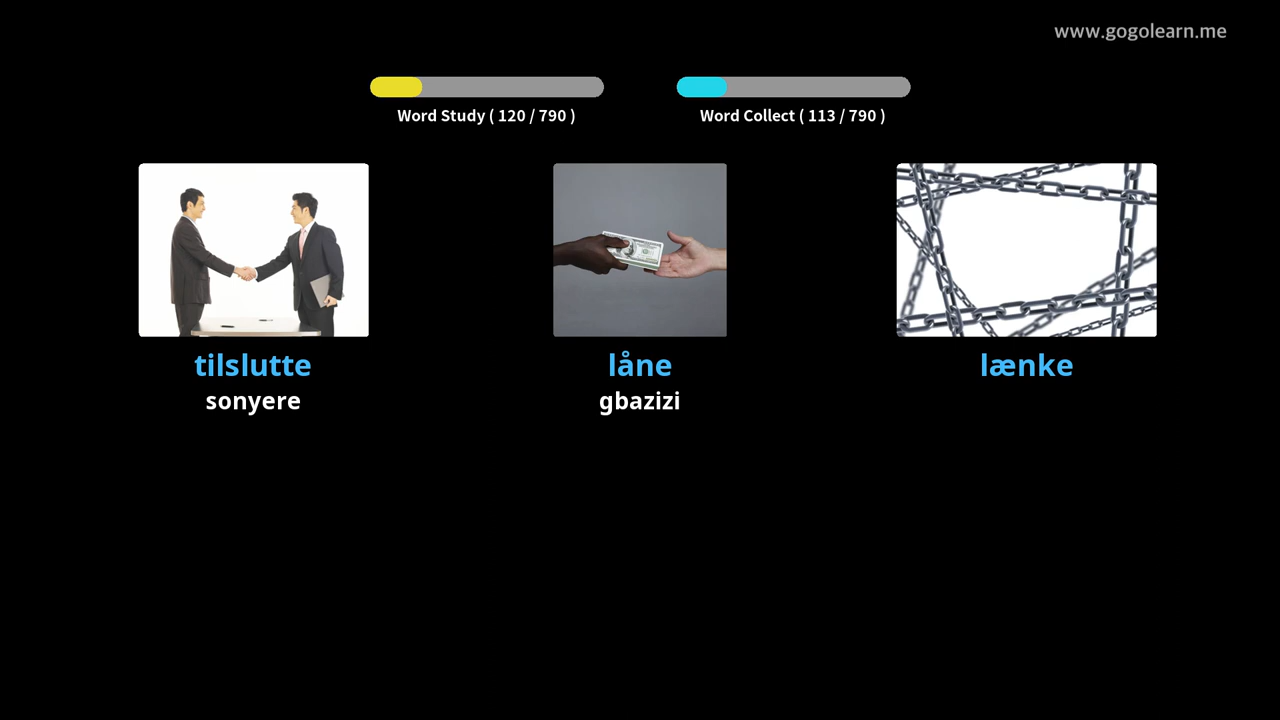 www.gogolearn.me
Word Study ( 120 / 790 )
Word Collect ( 113 / 790 )
tilslutte
låne
lænke
sonyere
gbazizi